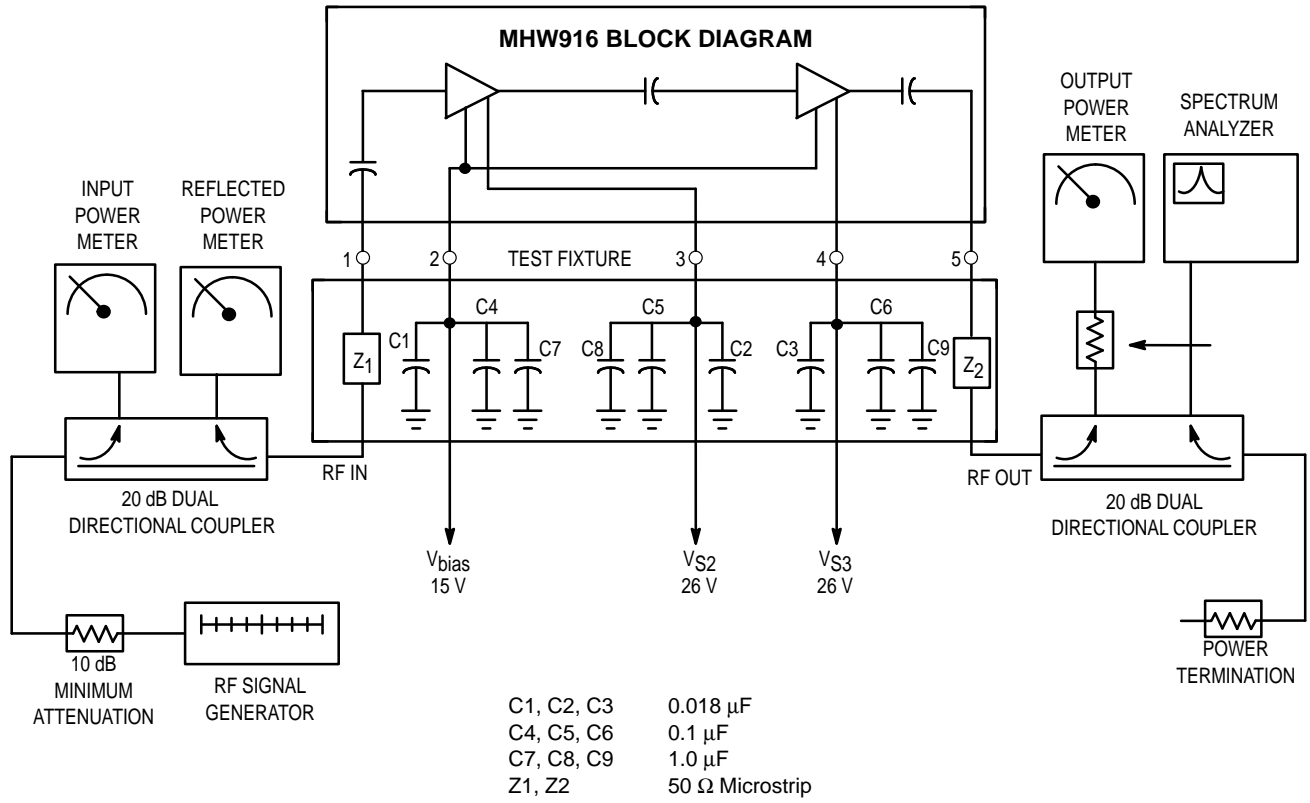 MHW916 BLOCK DIAGRAM
OUTPUT
POWER
METER
SPECTRUM
ANALYZER
INPUT
POWER
METER
REFLECTED
POWER
METER
1
2
TEST FIXTURE
3
4
5
Z1
C1
C4
C7
C8
C5
C2
C3
C6
C9
Z2
RF IN
RF OUT
20 dB DUAL
DIRECTIONAL COUPLER
20 dB DUAL
DIRECTIONAL COUPLER
Vbias
15 V
VS2
26 V
VS3
26 V
10 dB
MINIMUM
ATTENUATION
RF SIGNAL
GENERATOR
POWER
TERMINATION
C1, C2, C3 0.018 μF
C4, C5, C6 0.1 μF
C7, C8, C9 1.0 μF
Z1, Z2 50 Ω Microstrip